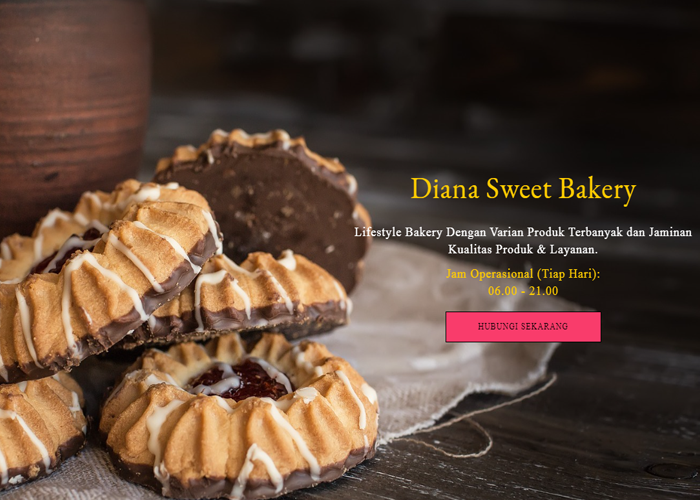 Diana Sweet Bakery
Lifestyle Bakery Dengan Varian Produk Terbanyak dan Jaminan
Kualitas Produk & Layanan.
Jam Operasional (Tiap Hari):
06.00 - 21.00
HUBUNGI SEKARANG